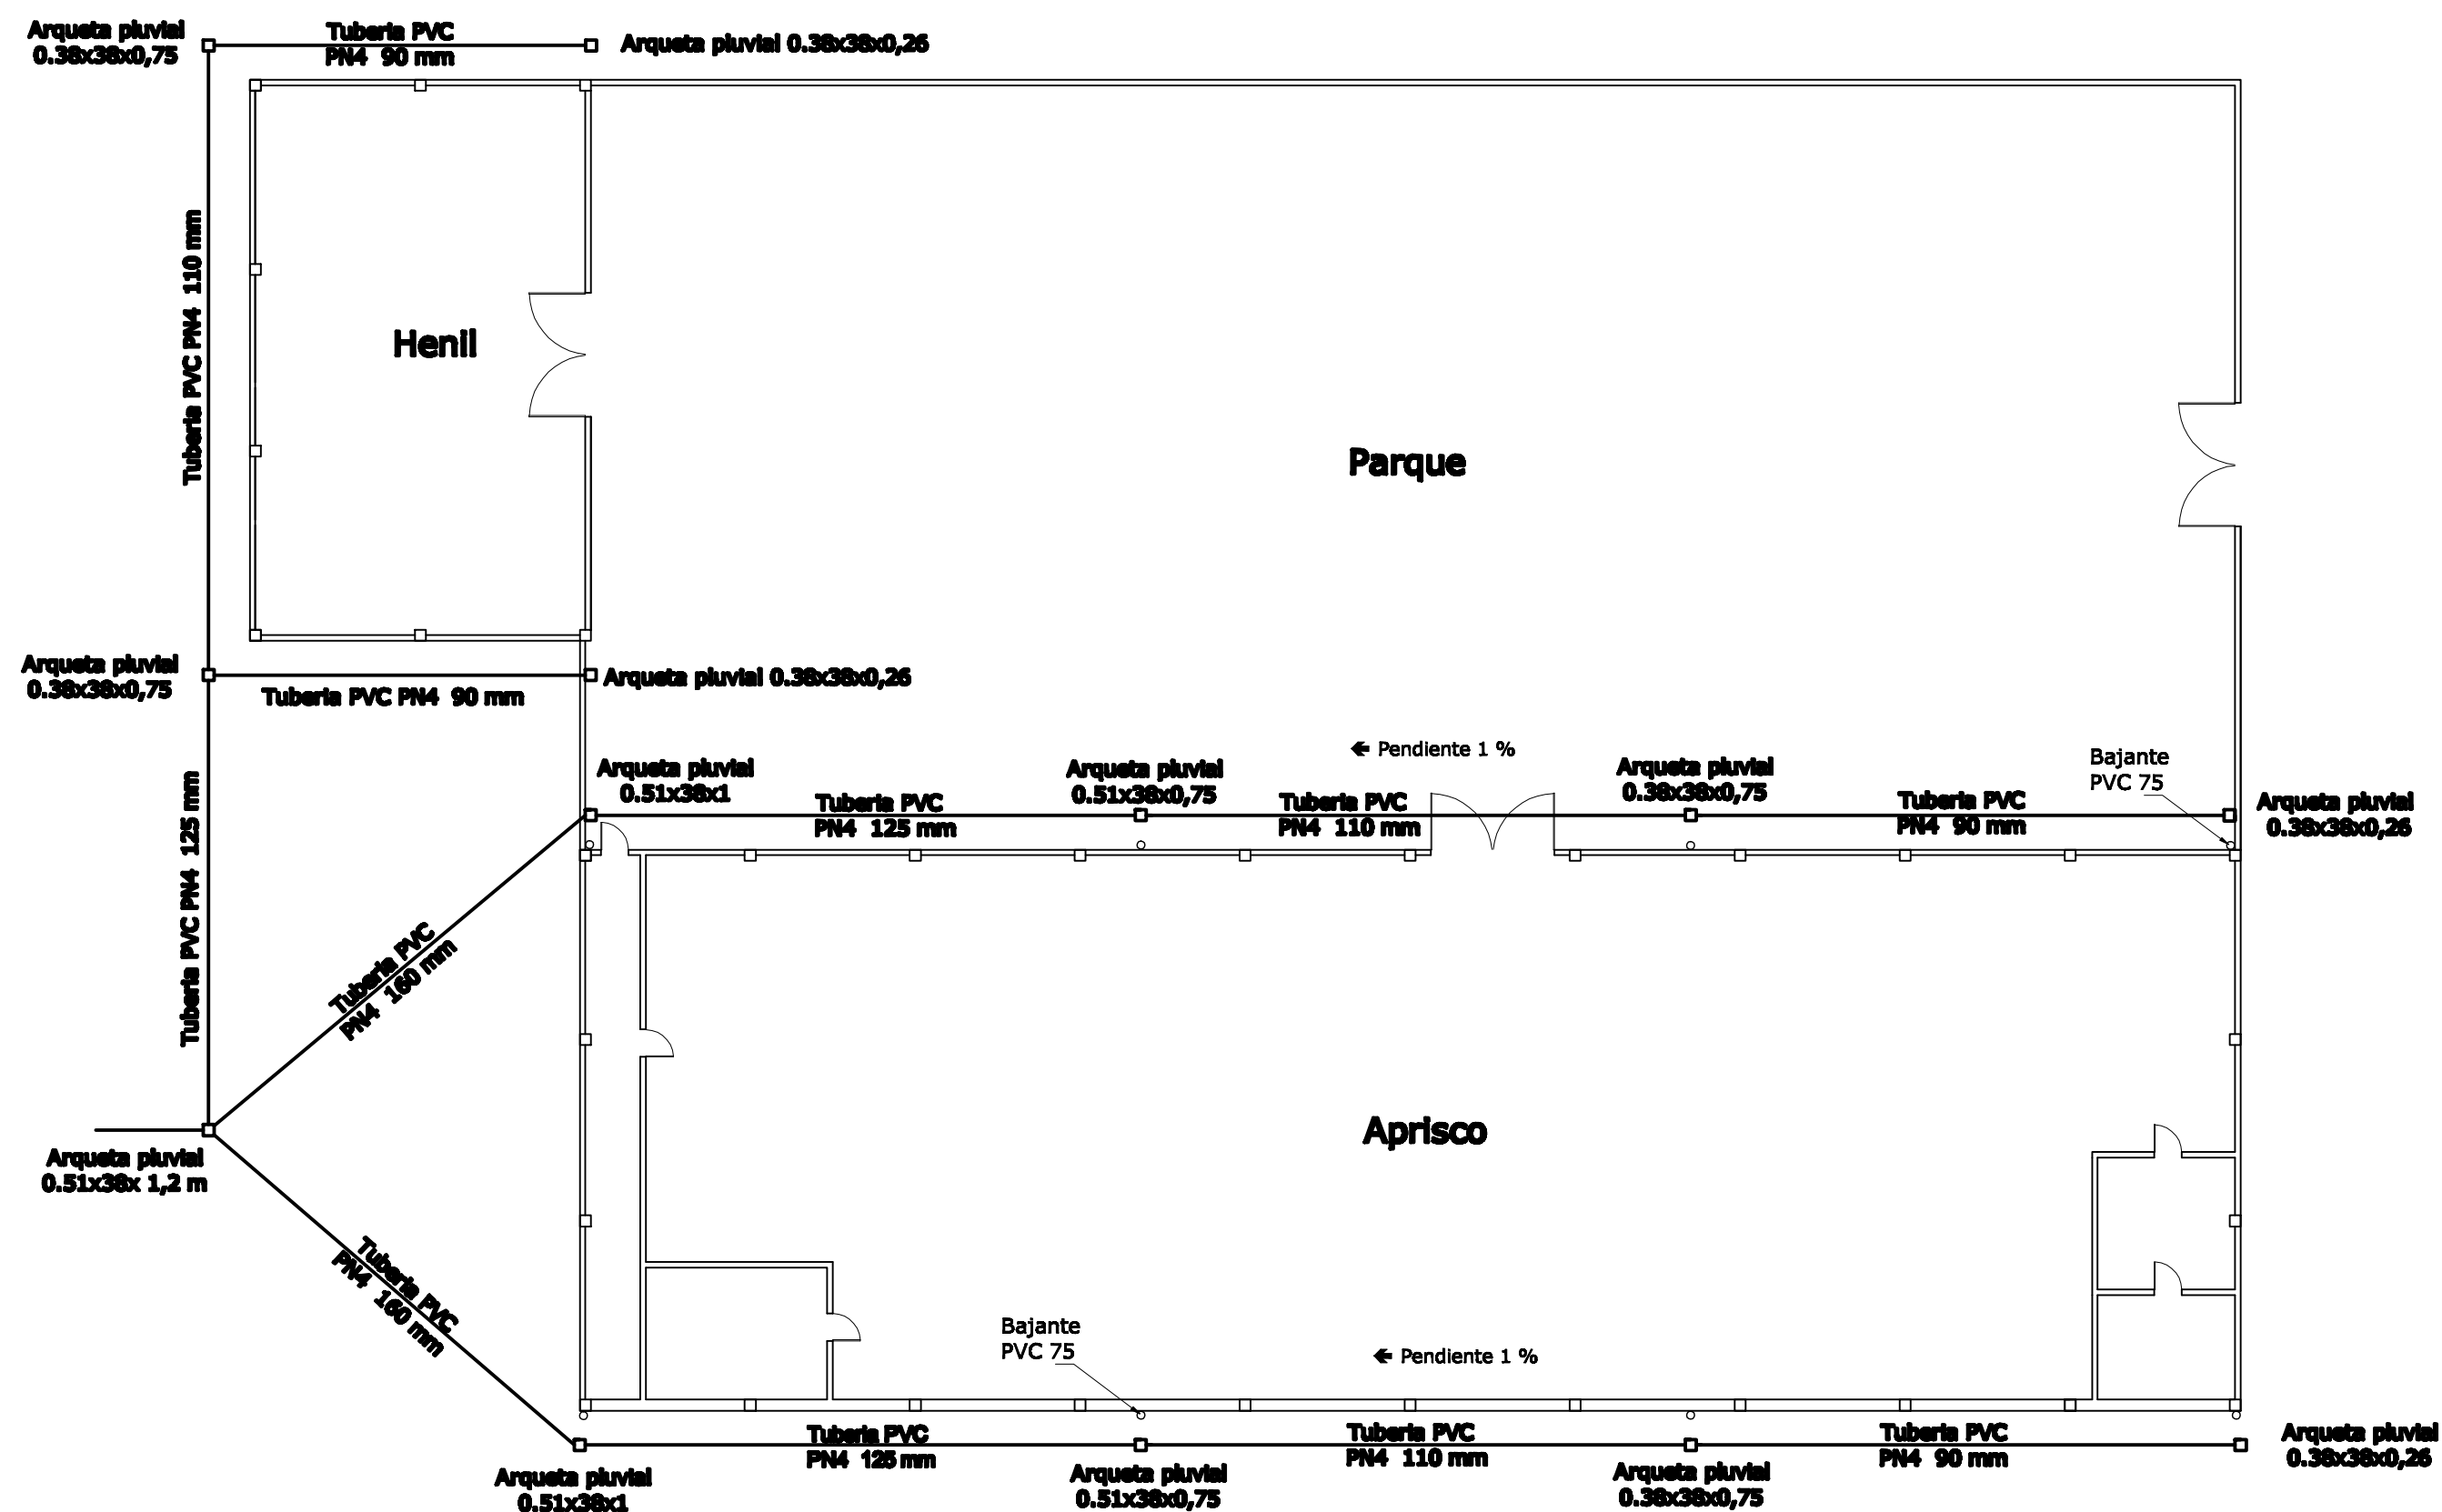 Arqueta pluvial
0.38x38x0,75
Tuberia PVC
PN4 90 mm
Arqueta pluvial 0.38x38x0,26
Tuberia PVC PN4 110 mm
Henil
Parque
Arqueta pluvial
0.38x38x0,75
Tuberia PVC PN4 90 mm
Arqueta pluvial 0.38x38x0,26
Tuberia PVC PN4 125 mm
Arqueta pluvial
0.51x38x1
Tuberia PVC
PN4 125 mm
Arqueta pluvial
0.51x38x0,75
🡸 Pendiente 1 %
Tuberia PVC
PN4 110 mm
Arqueta pluvial
0.38x38x0,75
Tuberia PVC
PN4 90 mm
Bajante
PVC 75
Arqueta pluvial
0.38x38x0,26
Tuberia PVC
PN4 160 mm
Aprisco
Arqueta pluvial
0.51x38x 1,2 m
Tuberia PVC
PN4 160 mm
Bajante
PVC 75
🡸 Pendiente 1 %
Arqueta pluvial
0.51x38x1
Tuberia PVC
PN4 125 mm
Arqueta pluvial
0.51x38x0,75
Tuberia PVC
PN4 110 mm
Arqueta pluvial
0.38x38x0,75
Tuberia PVC
PN4 90 mm
Arqueta pluvial
0.38x38x0,26